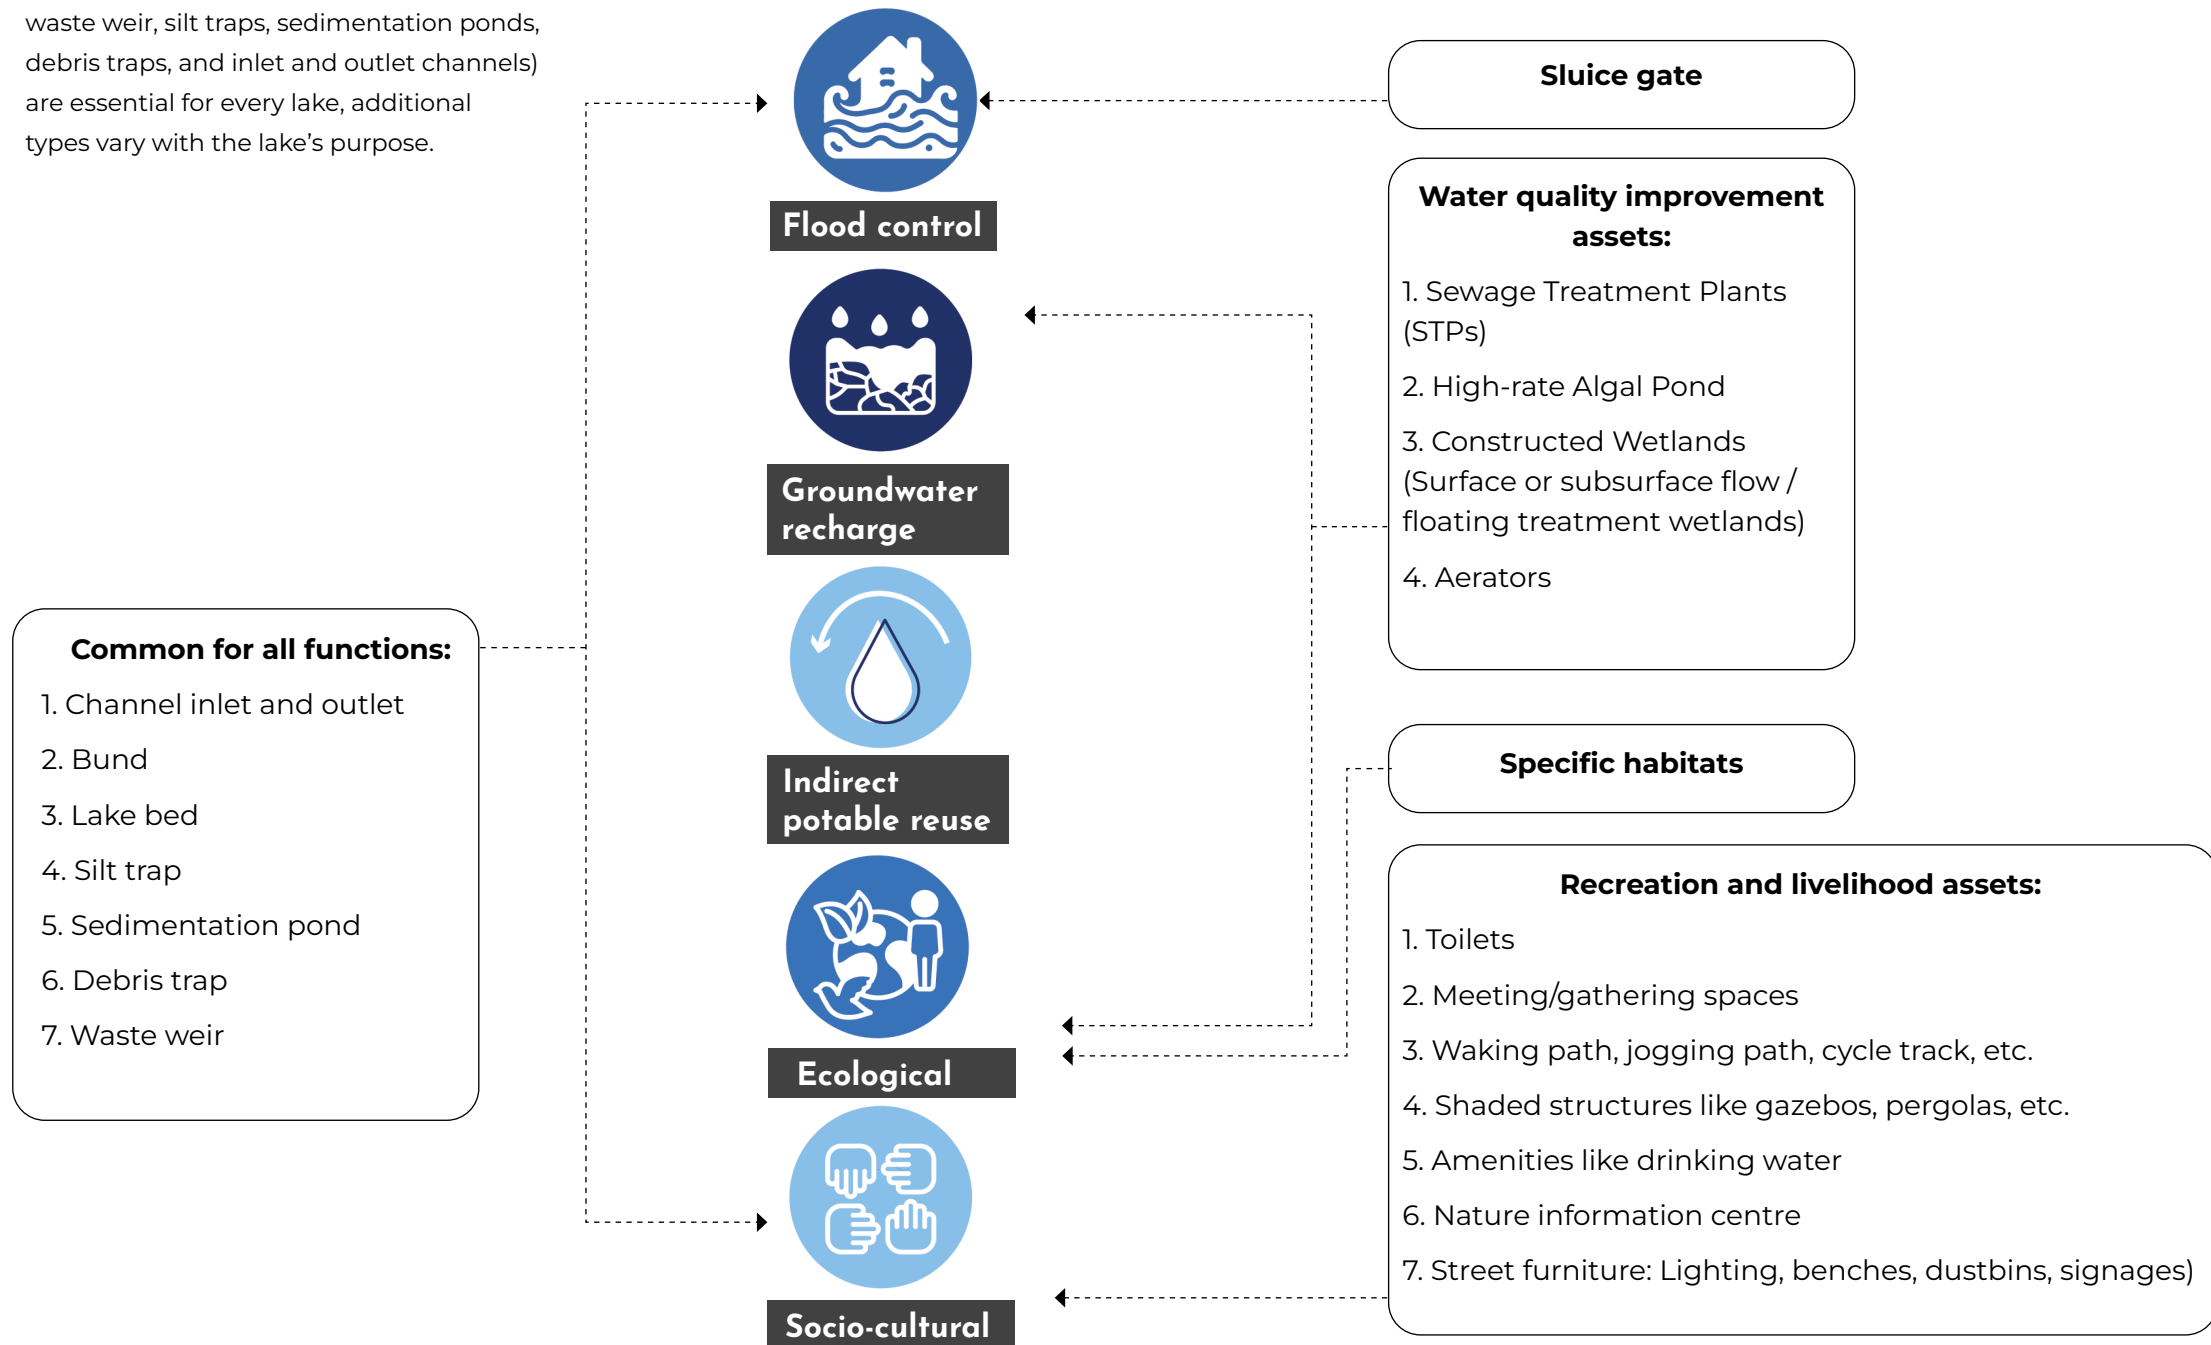 waste weir, silt traps, sedimentation ponds,
debris traps, and inlet and outlet channels)
are essential for every lake, additional
types vary with the lake’s purpose.
Common for all functions:
1. Channel inlet and outlet
2. Bund
3. Lake bed
4. Silt trap
5. Sedimentation pond
6. Debris trap
7. Waste weir
Flood control
Groundwater
recharge
Indirect
potable reuse
Ecological
Socio-cultural
Sluice gate
Water quality improvement
assets:
1. Sewage Treatment Plants
(STPs)
2. High-rate Algal Pond
3. Constructed Wetlands
(Surface or subsurface flow /
floating treatment wetlands)
4. Aerators
Specific habitats
Recreation and livelihood assets:
1. Toilets
2. Meeting/gathering spaces
3. Waking path, jogging path, cycle track, etc.
4. Shaded structures like gazebos, pergolas, etc.
5. Amenities like drinking water
6. Nature information centre
7. Street furniture: Lighting, benches, dustbins, signages)